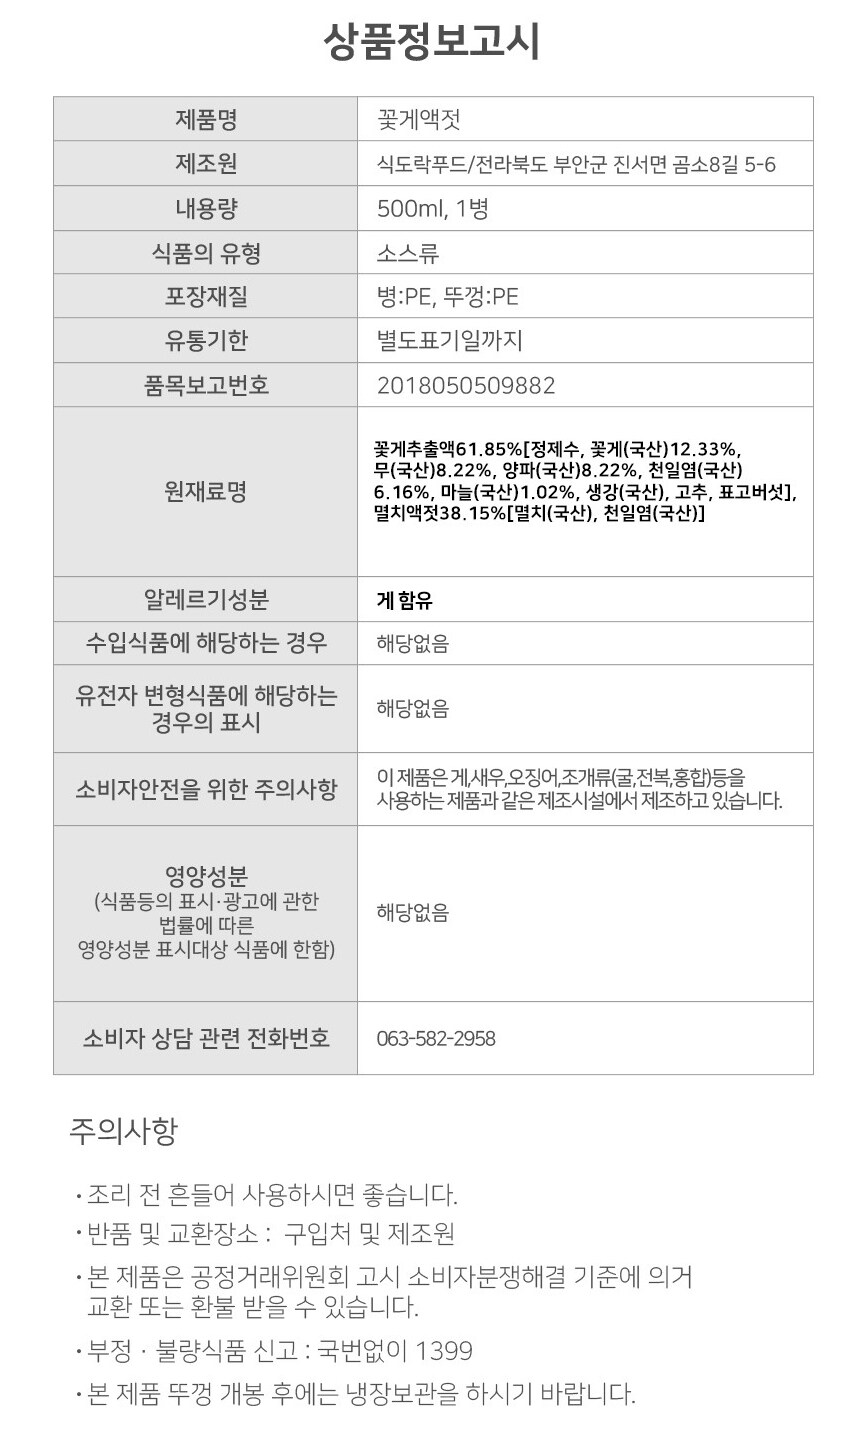 상품정보고시
제품명 꽃게액젓
제조원 식도락푸드/전라북도 부안군 진서면 곰소8길 5-6
내용량 500ml, 1병
식품의 유형 소스류
포장재질 병:PE, 뚜껑:PE
유통기한 별도표기일까지
품목보고번호 2018050509882
원재료명
꽃게추출액61.85%[정제수, 꽃게(국산)12.33%,
무(국산)8.22%, 양파(국산)8.22%, 천일염(국산)
6.16%, 마늘(국산)1.02%, 생강(국산), 고추, 표고버섯],
멸치액젓38.15%[멸치(국산), 천일염(국산)]
알레르기성분 게 함유
수입식품에 해당하는 경우 해당없음
유전자 변형식품에 해당하는
경우의 표시
해당없음
소비자안전을 위한 주의사항
이 제품은 게,새우,오징어,조개류(굴,전복,홍합)등을
사용하는 제품과 같은 제조시설에서 제조하고 있습니다.
영양성분
(식품등의 표시·광고에 관한
법률에 따른
영양성분 표시대상 식품에 한함)
해당없음
소비자 상담 관련 전화번호 063-582-2958
주의사항
· 조리 전 흔들어 사용하시면 좋습니다.
· 반품 및 교환장소 : 구입처 및 제조원
· 본 제품은 공정거래위원회 고시 소비자분쟁해결 기준에 의거
교환 또는 환불 받을 수 있습니다.
· 부정 · 불량식품 신고 : 국번없이 1399
· 본 제품 뚜껑 개봉 후에는 냉장보관을 하시기 바랍니다.